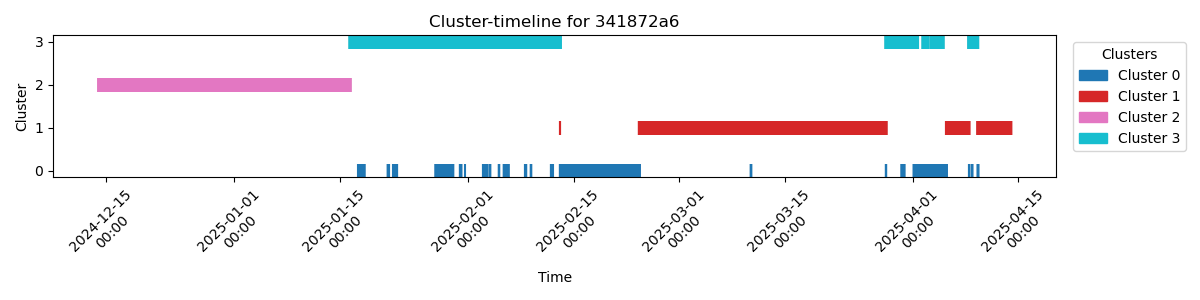 Cluster-timeline for 341872a6
Cluster
3
2
1
0
2024-12-15
00:00
2025-01-01
00:00
2025-01-15
00:00
2025-02-01
00:00
2025-02-15
00:00
2025-03-01
00:00
2025-03-15
00:00
2025-04-01
00:00
2025-04-15
00:00
Time
Clusters
Cluster 0
Cluster 1
Cluster 2
Cluster 3